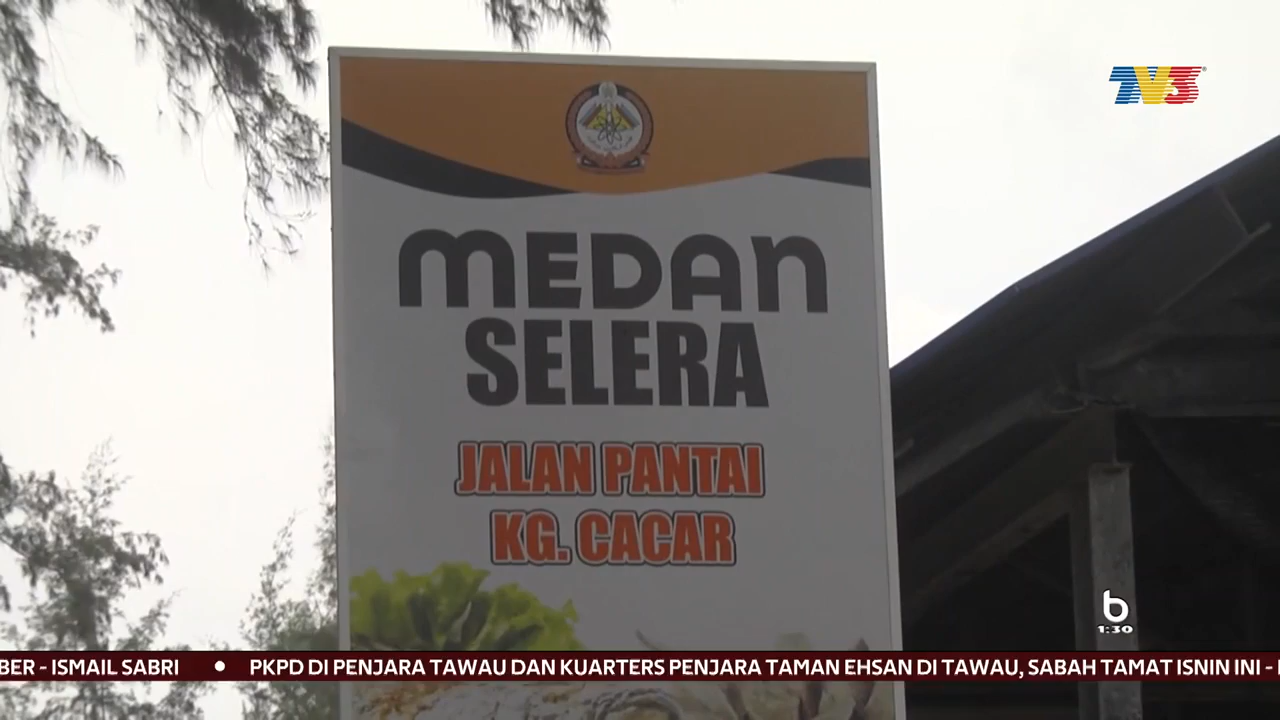 TV3
MEDAN
SELERA
JALAN PANTAI
KG. CACAR
b
1:30
BER - ISMAIL SABRI • PKPD DI PENJARA TAWAU DAN KUARTERS PENJARA TAMAN EHSAN DI TAWAU, SABAH TAMAT ISNIN INI -